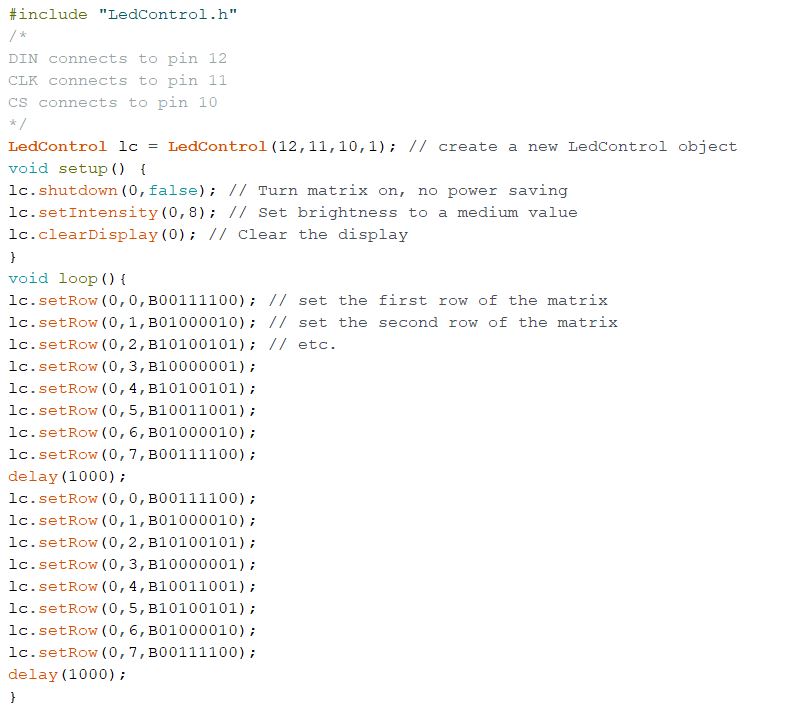 #include "LedControl.h"
/*
DIN connects to pin 12
CLK connects to pin 11
CS connects to pin 10
*/
LedControl lc = LedControl(12,11,10,1); // create a new LedControl object
void setup() {
lc.shutdown(0,false); // Turn matrix on, no power saving
lc.setIntensity(0,8); // Set brightness to a medium value
lc.clearDisplay(0); // Clear the display
}
void loop(){
lc.setRow(0,0,B00111100); // set the first row of the matrix
lc.setRow(0,1,B01000010); // set the second row of the matrix
lc.setRow(0,2,B10100101); // etc.
lc.setRow(0,3,B10000001);
lc.setRow(0,4,B10100101);
lc.setRow(0,5,B10011001);
lc.setRow(0,6,B01000010);
lc.setRow(0,7,B00111100);
delay(1000);
lc.setRow(0,0,B00111100);
lc.setRow(0,1,B01000010);
lc.setRow(0,2,B10100101);
lc.setRow(0,3,B10000001);
lc.setRow(0,4,B10011001);
lc.setRow(0,5,B10100101);
lc.setRow(0,6,B01000010);
lc.setRow(0,7,B00111100);
delay(1000);
}